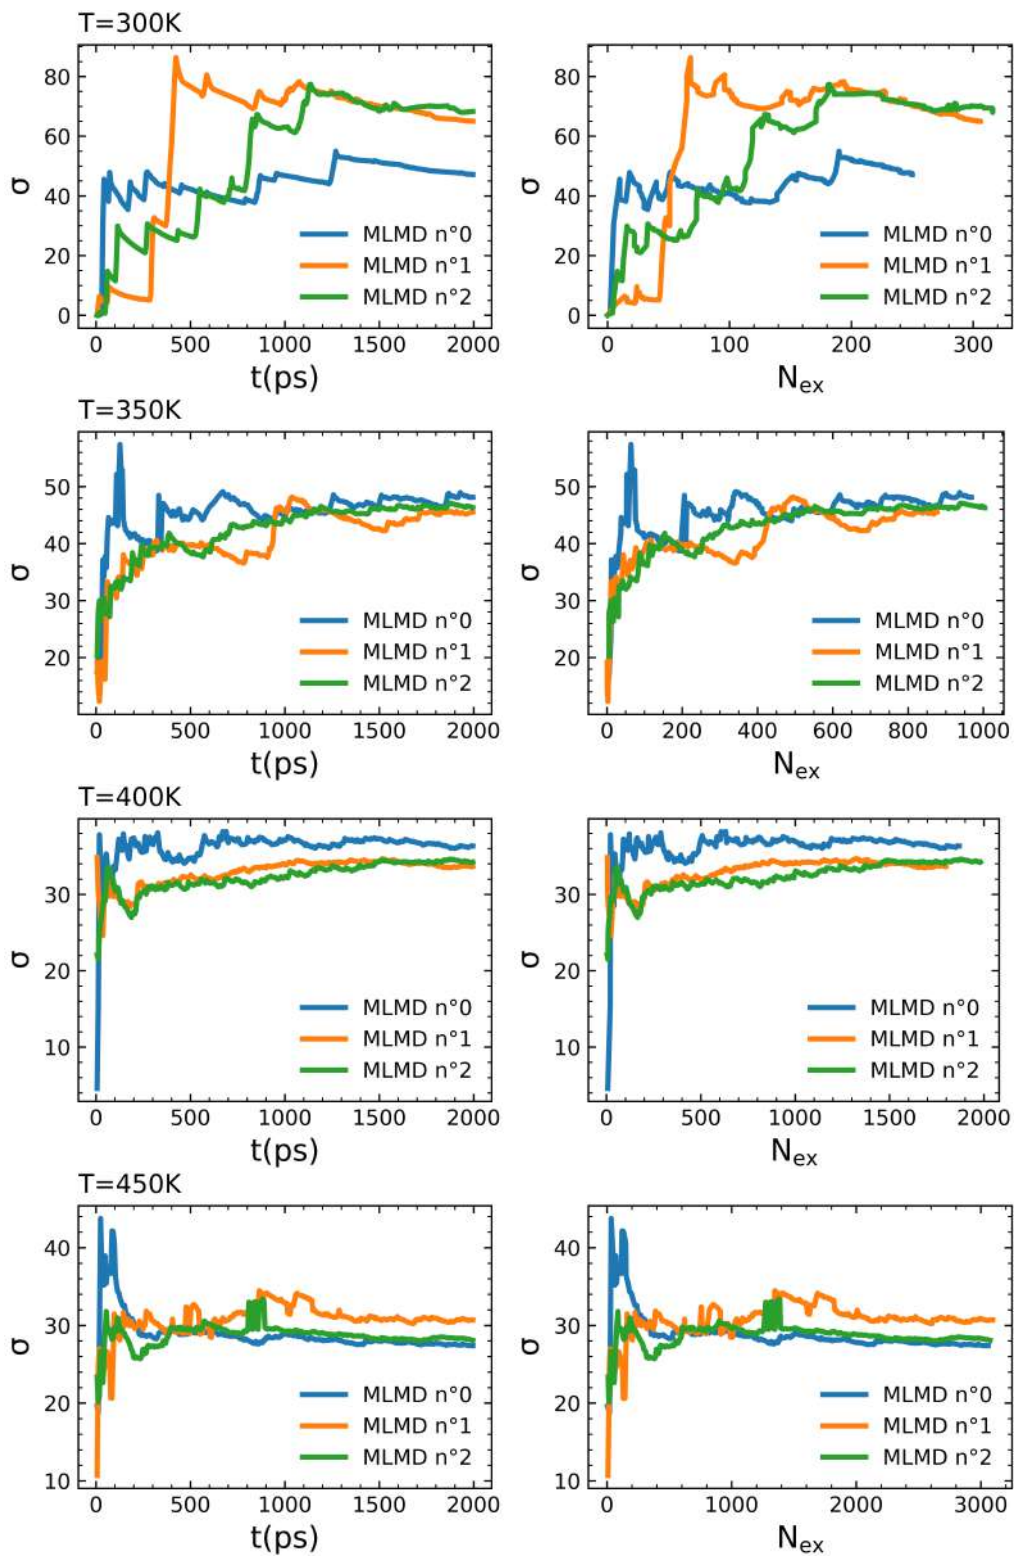 T=300K
80
60
40
20
0
σ
MLMD n°0
MLMD n°1
MLMD n°2
0 500 1000 1500 2000
t(ps)
80
60
40
20
0
σ
MLMD n°0
MLMD n°1
MLMD n°2
0 100 200 300
Nex
T=350K
50
40
30
20
σ
MLMD n°0
MLMD n°1
MLMD n°2
0 500 1000 1500 2000
t(ps)
50
40
30
20
σ
MLMD n°0
MLMD n°1
MLMD n°2
0 200 400 600 800 1000
Nex
T=400K
30
20
10
σ
MLMD n°0
MLMD n°1
MLMD n°2
0 500 1000 1500 2000
t(ps)
30
20
10
σ
MLMD n°0
MLMD n°1
MLMD n°2
0 500 1000 1500 2000
Nex
T=450K
40
30
20
10
σ
MLMD n°0
MLMD n°1
MLMD n°2
0 500 1000 1500 2000
t(ps)
40
30
20
10
σ
MLMD n°0
MLMD n°1
MLMD n°2
0 1000 2000 3000
Nex